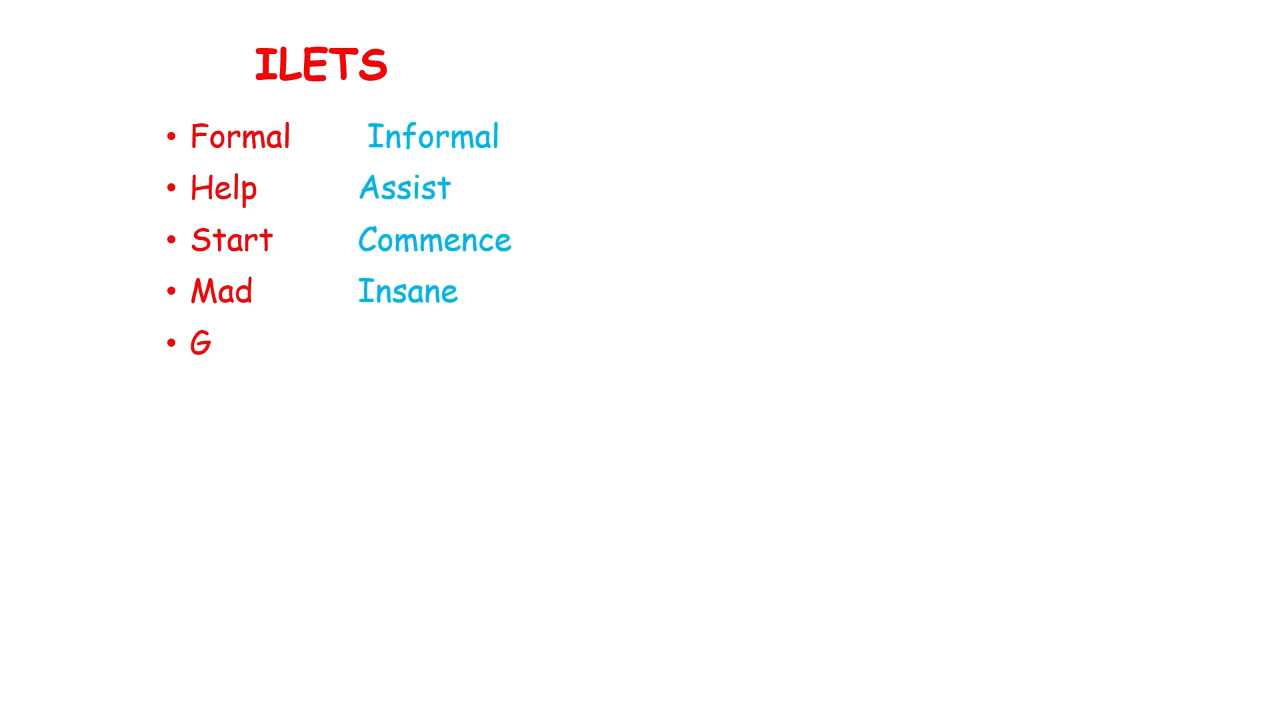 ILETS
• Formal Informal
• Help Assist
• Start Commence
• Mad Insane
• G